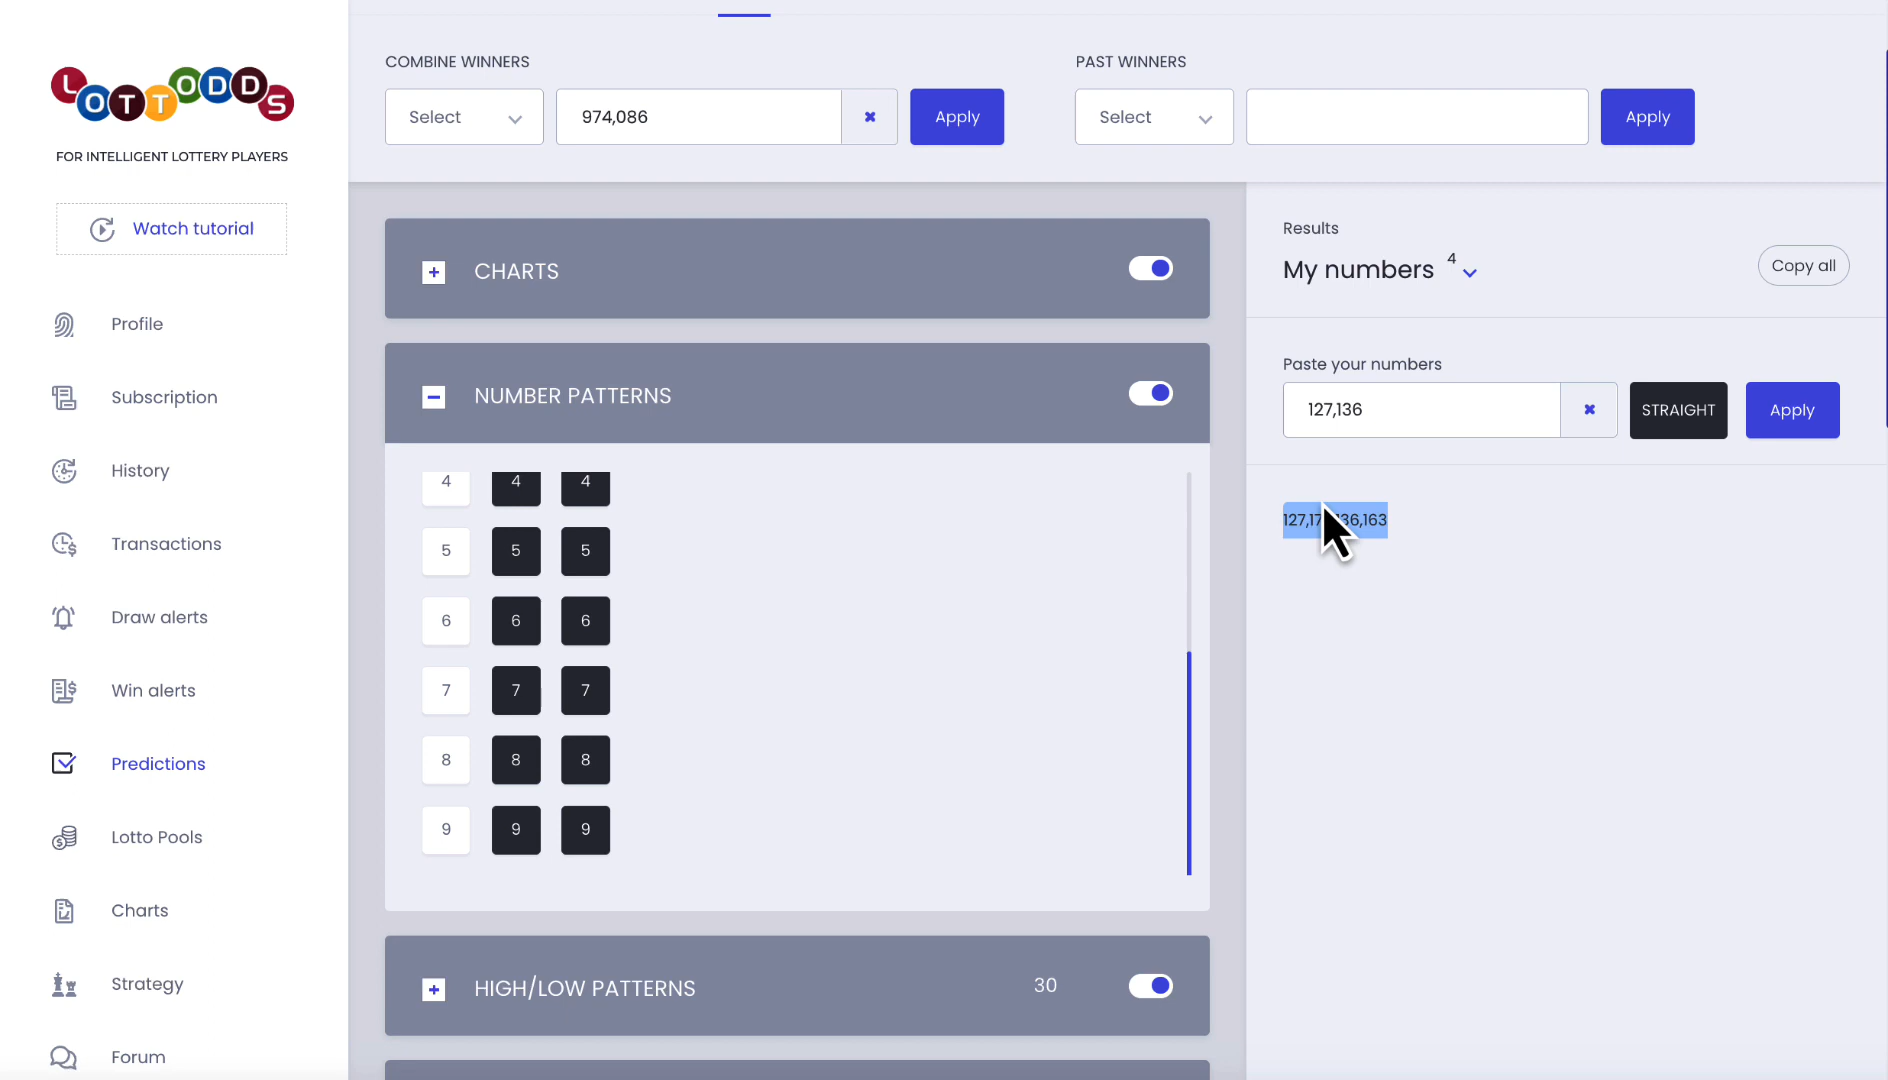 LOTTODDS
FOR INTELLIGENT LOTTERY PLAYERS
Watch tutorial
Profile
Subscription
History
Transactions
Draw alerts
Win alerts
Predictions
Lotto Pools
Charts
Strategy
Forum
COMBINE WINNERS
Select
974,086
Apply
PAST WINNERS
Select
Apply
CHARTS
NUMBER PATTERNS
4 4 4
5 5 5
6 6 6
7 7 7
8 8 8
9 9 9
HIGH/LOW PATTERNS 30
Results
My numbers 4
Copy all
Paste your numbers
127,136
STRAIGHT
Apply
163